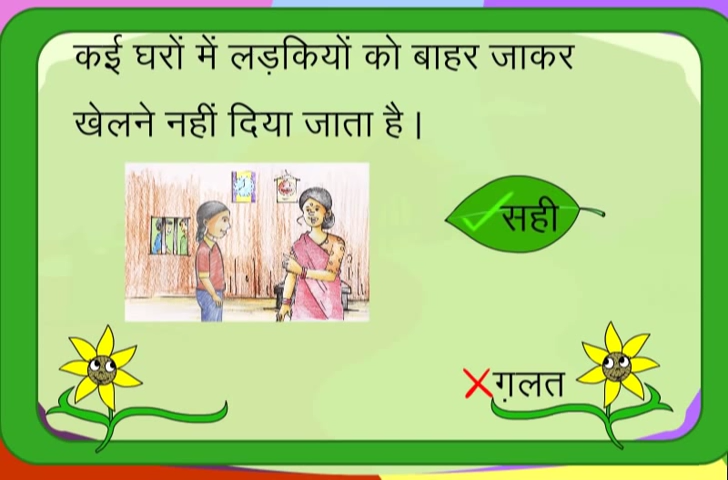 कई घरों में लड़कियों को बाहर जाकर
खेलने नहीं दिया जाता है।
सही
ग़लत